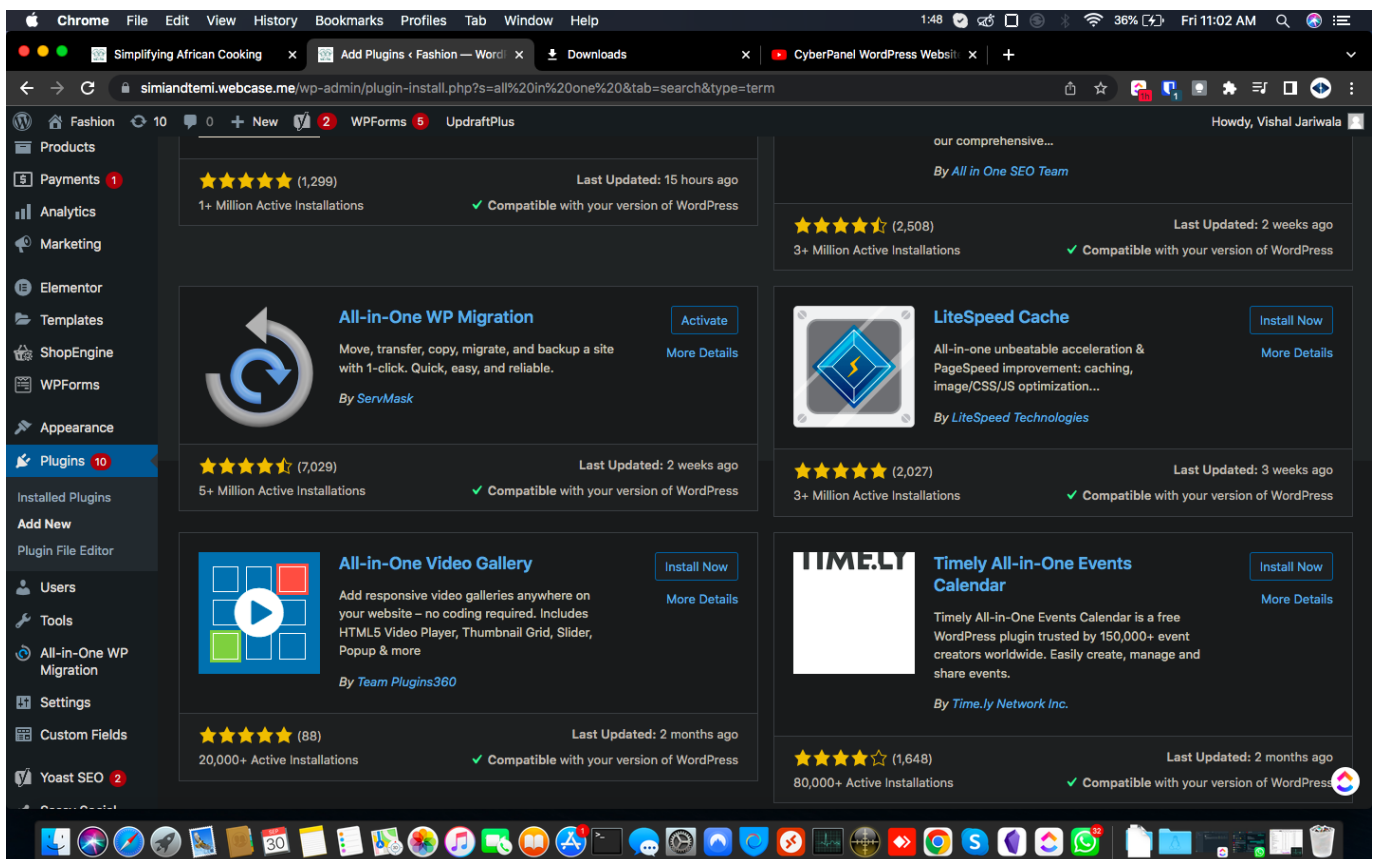 Chrome File Edit View History Bookmarks Profiles Tab Window Help 1:48 36% Fri 11:02 AM
Simplifying African Cooking Add Plugins ‹ Fashion — Word Downloads CyberPanel WordPress Websit
simiandtemi.webcase.me/wp-admin/plugin-install.php?s=all%20in%20one%20&tab=search&type=term
Fashion 10 0 + New 2 WPForms 5 UpdraftPlus Howdy, Vishal Jariwala
Products
Payments 1
Analytics
Marketing
Elementor
Templates
ShopEngine
WPForms
Appearance
Plugins 10
Installed Plugins
Add New
Plugin File Editor
Users
Tools
All-in-One WP
Migration
Settings
Custom Fields
Yoast SEO 2
(1,299)
Last Updated: 15 hours ago
1+ Million Active Installations
Compatible with your version of WordPress
our comprehensive...
By All in One SEO Team
(2,508)
Last Updated: 2 weeks ago
3+ Million Active Installations
Compatible with your version of WordPress
All-in-One WP Migration
Activate
More Details
Move, transfer, copy, migrate, and backup a site
with 1-click. Quick, easy, and reliable.
By ServMask
(7,029)
Last Updated: 2 weeks ago
5+ Million Active Installations
Compatible with your version of WordPress
LiteSpeed Cache
Install Now
More Details
All-in-one unbeatable acceleration &
PageSpeed improvement: caching,
image/CSS/JS optimization...
By LiteSpeed Technologies
(2,027)
Last Updated: 3 weeks ago
3+ Million Active Installations
Compatible with your version of WordPress
All-in-One Video Gallery
Install Now
More Details
Add responsive video galleries anywhere on
your website – no coding required. Includes
HTML5 Video Player, Thumbnail Grid, Slider,
Popup & more
By Team Plugins360
(88)
Last Updated: 2 months ago
20,000+ Active Installations
Compatible with your version of WordPress
TIME.LY
Timely All-in-One Events
Calendar
Install Now
More Details
Timely All-in-One Events Calendar is a free
WordPress plugin trusted by 150,000+ event
creators worldwide. Easily create, manage and
share events.
By Time.ly Network Inc.
(1,648)
Last Updated: 2 months ago
80,000+ Active Installations
Compatible with your version of WordPress
SEP
30
1
32